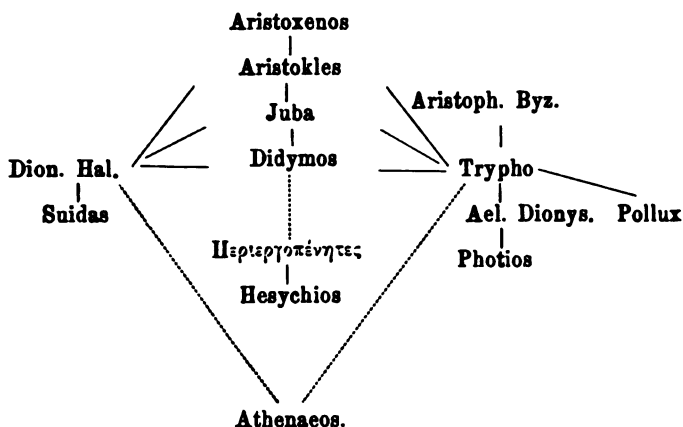 Aristoxenos
Aristokles
Aristoph. Byz.
Juba
Dion. Hal.
Didymos
Trypho
Suidas
Ael. Dionys.
Pollux
Περιεργοπένητες
Photios
Hesychios
Athenaeos.